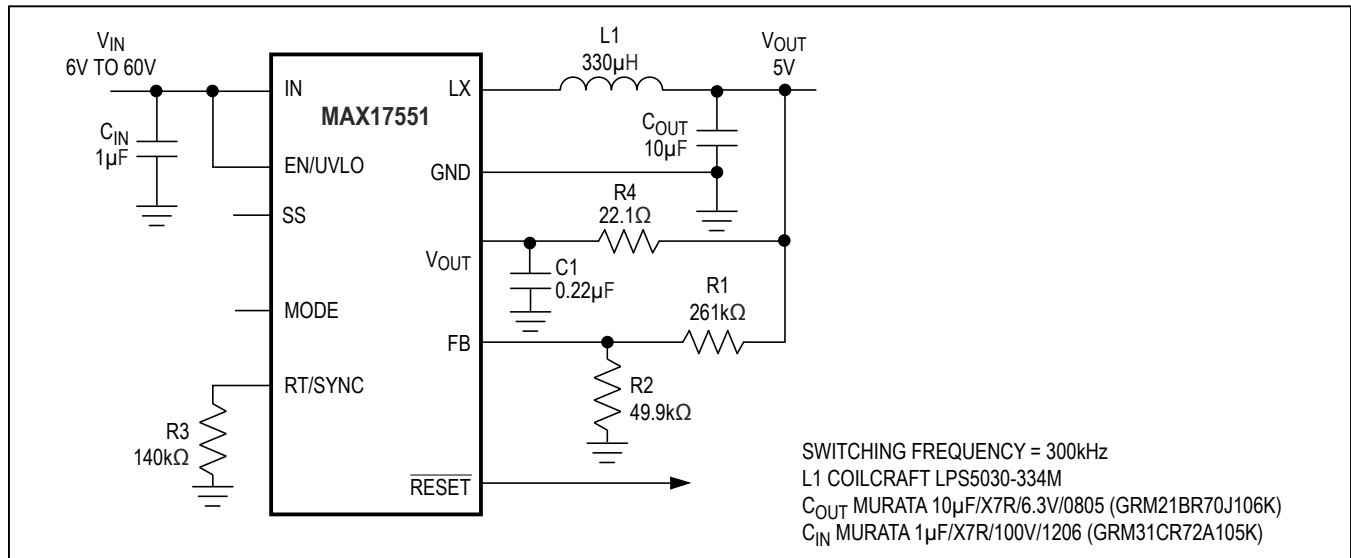 VIN
6V TO 60V
CIN
1µF
IN
EN/UVLO
SS
MODE
RT/SYNC
R3
140kΩ
MAX17551
LX
GND
VOUT
FB
RESET
L1
330µH
COUT
10µF
VOUT
5V
R4
22.1Ω
C1
0.22µF
R1
261kΩ
R2
49.9kΩ
SWITCHING FREQUENCY = 300kHz
L1 COILCRAFT LPS5030-334M
COUT MURATA 10µF/X7R/6.3V/0805 (GRM21BR70J106K)
CIN MURATA 1µF/X7R/100V/1206 (GRM31CR72A105K)